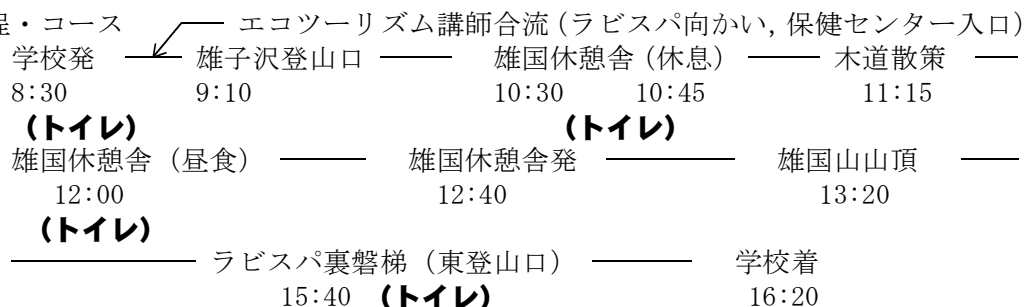 程・コース エコツーリズム講師合流(ラビスパ向かい,保健センター入口)
学校発 雄子沢登山口 雄国休憩舎(休息) 木道散策
8:30 9:10 10:30 10:45 11:15
(トイレ) (トイレ)
雄国休憩舎(昼食) 雄国休憩舎発 雄国山山頂
12:00 12:40 13:20
(トイレ)
ラビスパ裏磐梯(東登山口) 学校着
15:40 (トイレ) 16:20